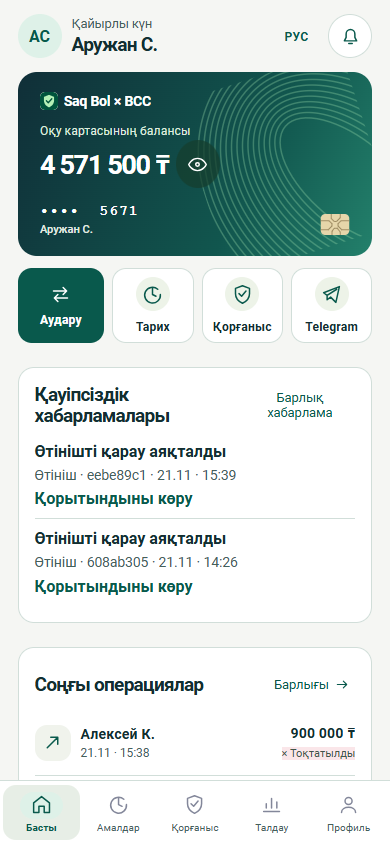 AC
Қайырлы күн
Аружан С.
РУС
Saq Bol × BCC
Оқу картасының балансы
4 571 500 ₸
•••• 5671
Аружан С.
Аудару
Тарих
Қорғаныс
Telegram
Қауіпсіздік
хабарламалары
Барлық
хабарлама
Өтінішті қарау аяқталды
Өтініш · eebe89c1 · 21.11 · 15:39
Қорытындыны көру
Өтінішті қарау аяқталды
Өтініш · 608ab305 · 21.11 · 14:26
Қорытындыны көру
Соңғы операциялар
Барлығы →
Алексей К.
900 000 ₸
21.11 · 15:38
× Тоқтатылды
Басты
Амалдар
Қорғаныс
Талдау
Профиль